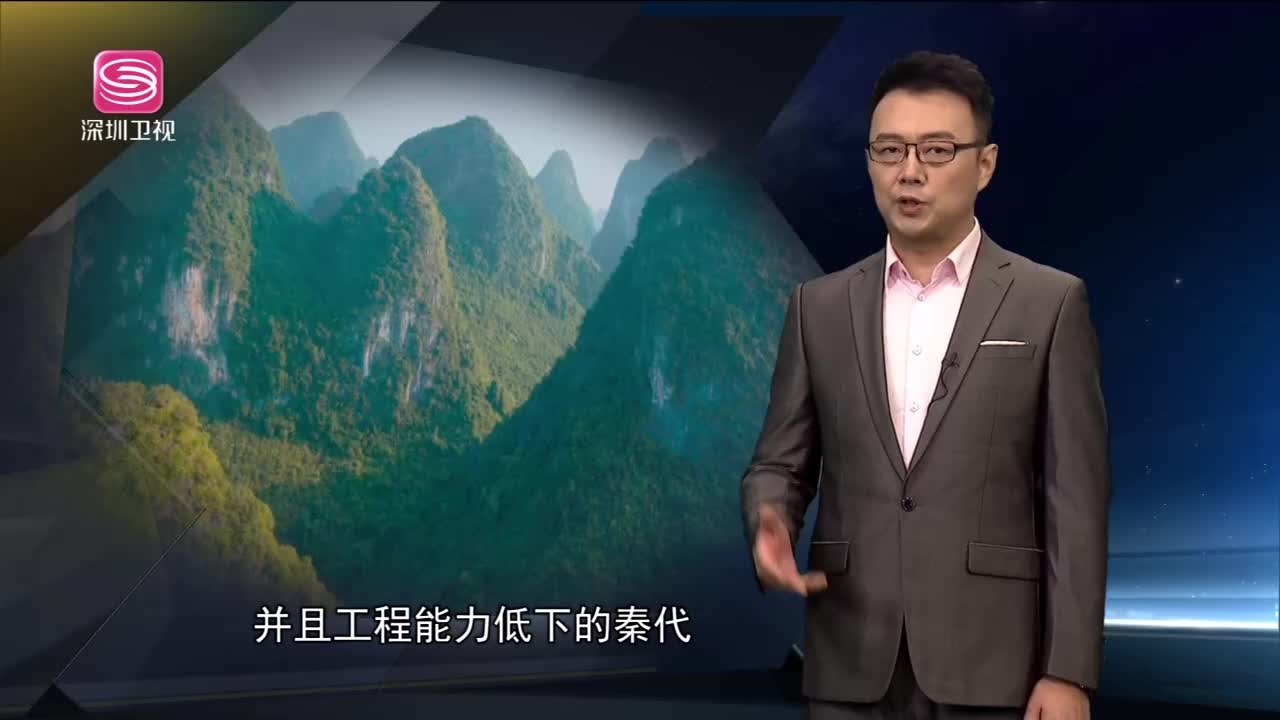 深圳卫视
并且工程能力低下的秦代